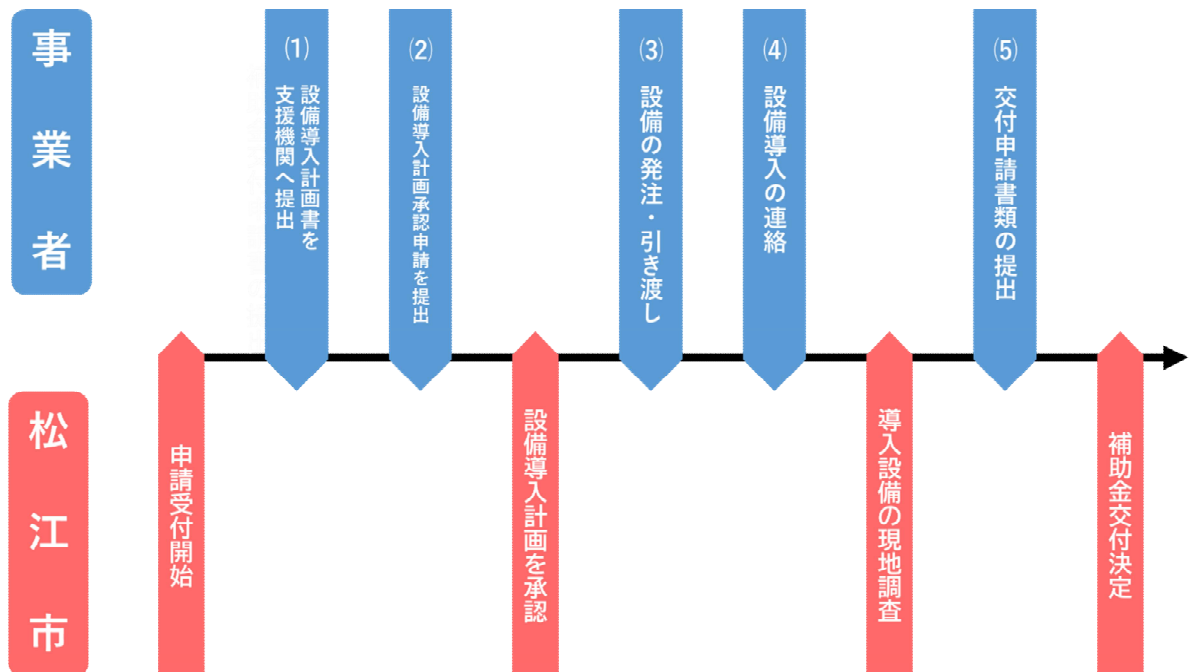 事業者
⑴
設備導入計画書を
支援機関へ提出
⑵
設備導入計画承認申請を提出
⑶
設備の発注・引き渡し
⑷
設備導入の連絡
⑸
交付申請書類の提出
松江市
申請受付開始
設備導入計画を承認
導入設備の現地調査
補助金交付決定